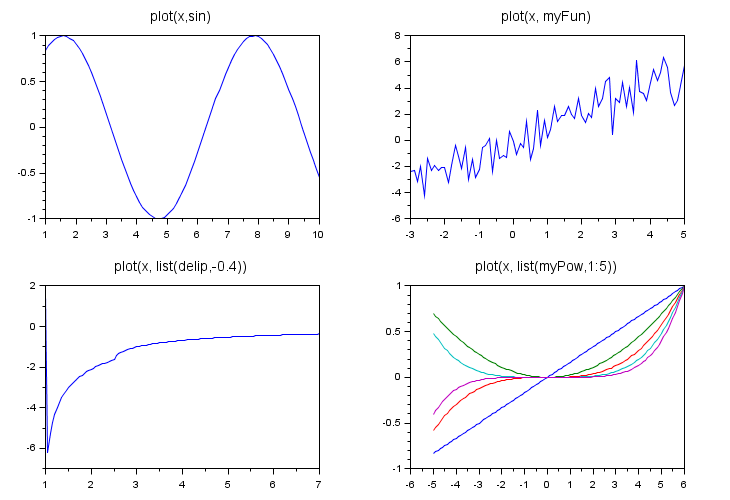 plot(x,sin)
1
0.5
0
-0.5
-1
1 2 3 4 5 6 7 8 9 10
plot(x, myFun)
8
6
4
2
0
-2
-4
-6
-3 -2 -1 0 1 2 3 4 5
plot(x, list(delip,-0.4))
2
0
-2
-4
-6
1 2 3 4 5 6 7
plot(x, list(myPow,1:5))
1
0.5
0
-0.5
-1
-6 -5 -4 -3 -2 -1 0 1 2 3 4 5 6